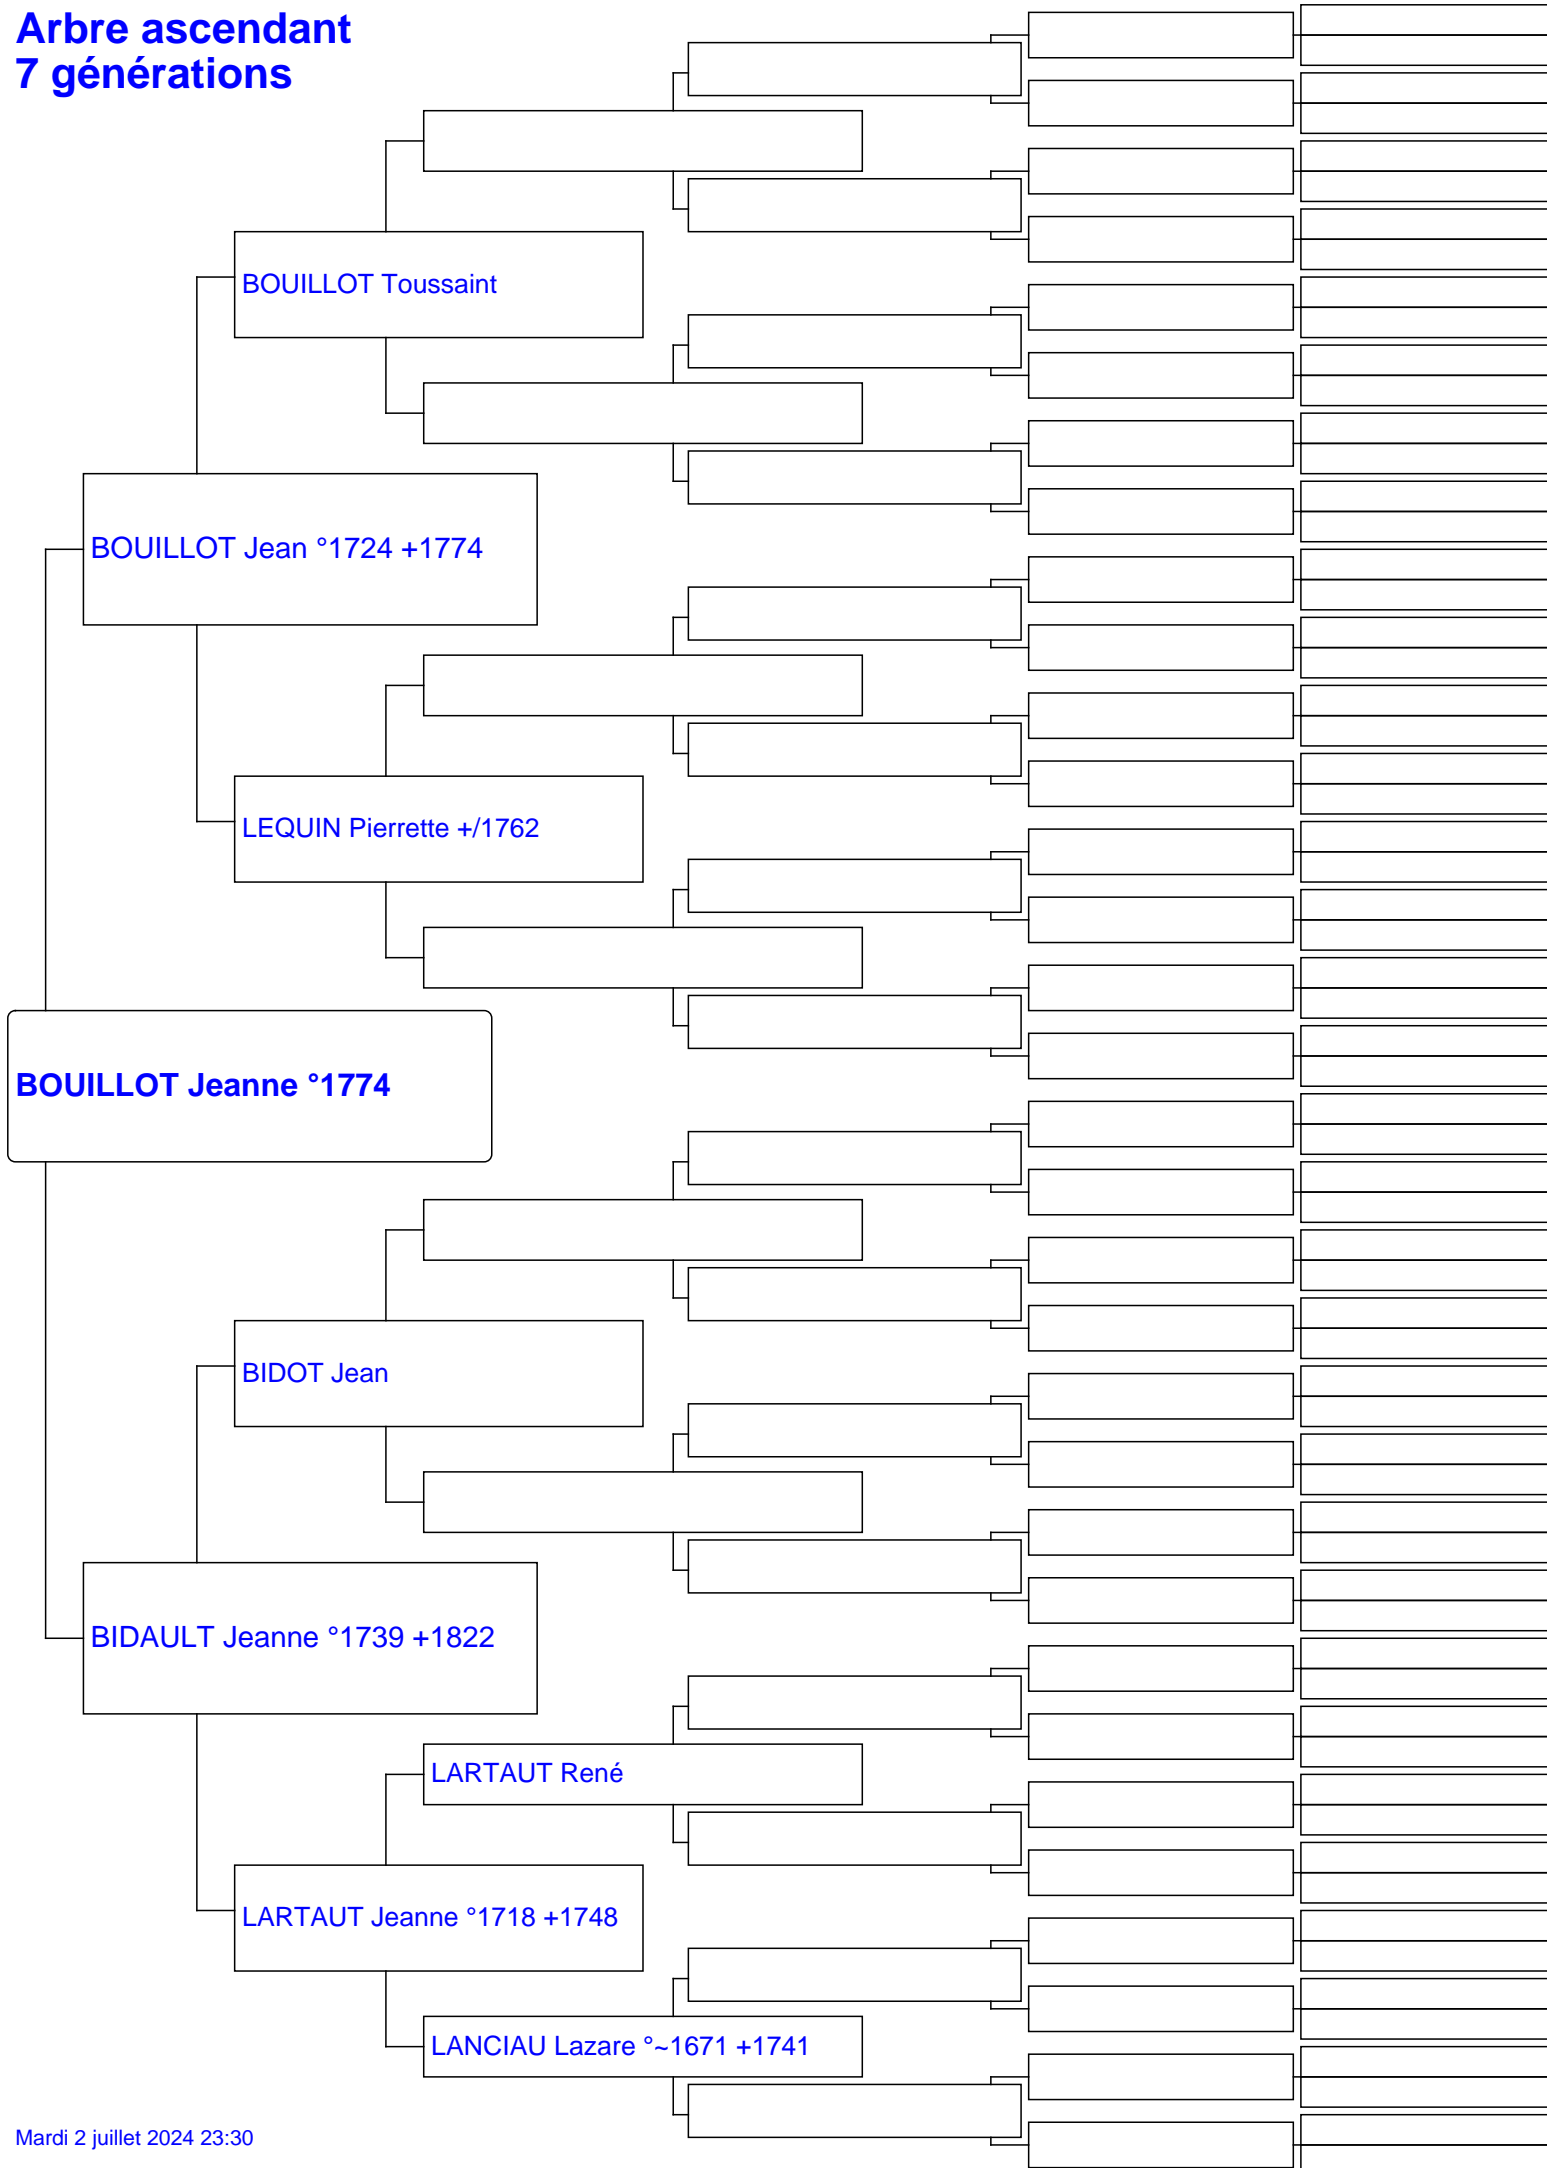 Arbre ascendant
7 générations
BOUILLOT Toussaint
BOUILLOT Jean °1724 +1774
LEQUIN Pierrette +/1762
BOUILLOT Jeanne °1774
BIDOT Jean
BIDAULT Jeanne °1739 +1822
LARTAUT René
LARTAUT Jeanne °1718 +1748
LANCIAU Lazare °~1671 +1741
Mardi 2 juillet 2024 23:30